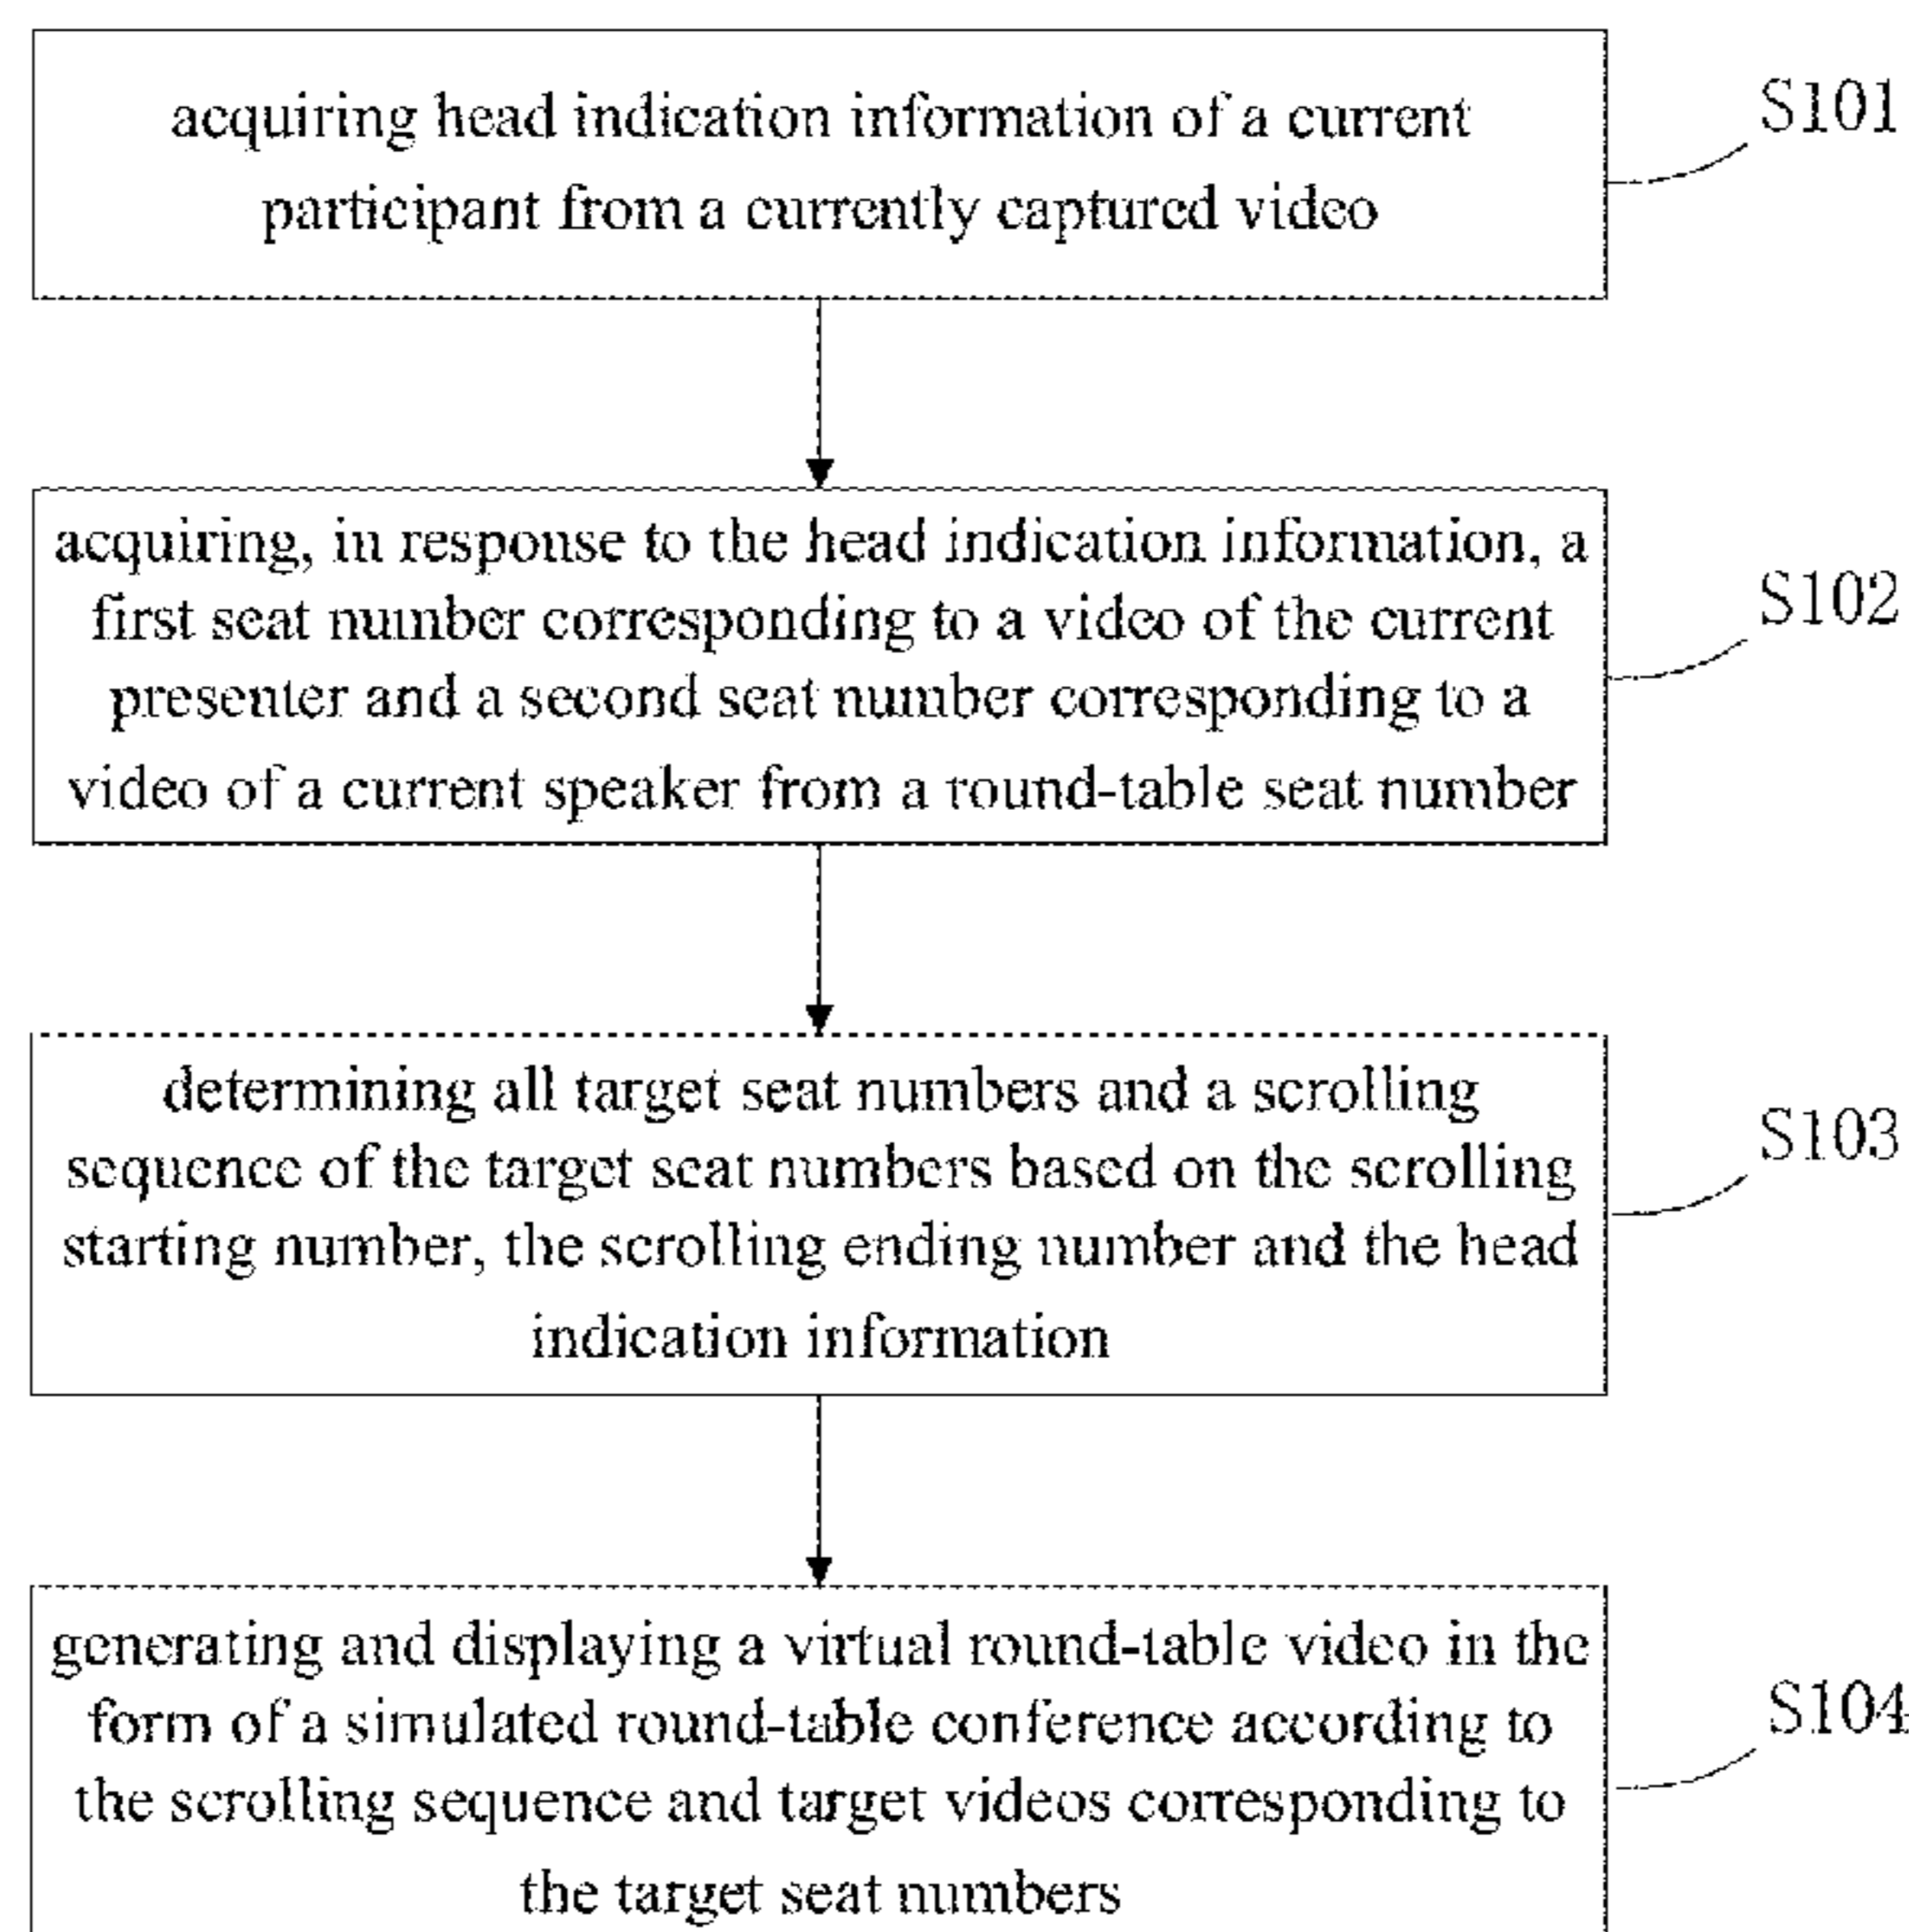 acquiring head indication information of a current
participant from a currently captured video
S101
acquiring, in response to the head indication information, a
first seat number corresponding to a video of the current
presenter and a second seat number corresponding to a
video of a current speaker from a round-table seat number
S102
determining all target seat numbers and a scrolling
sequence of the target seat numbers based on the scrolling
starting number, the scrolling ending number and the head
indication information
S103
generating and displaying a virtual round-table video in the
form of a simulated round-table conference according to
the scrolling sequence and target videos corresponding to
the target seat numbers
S104